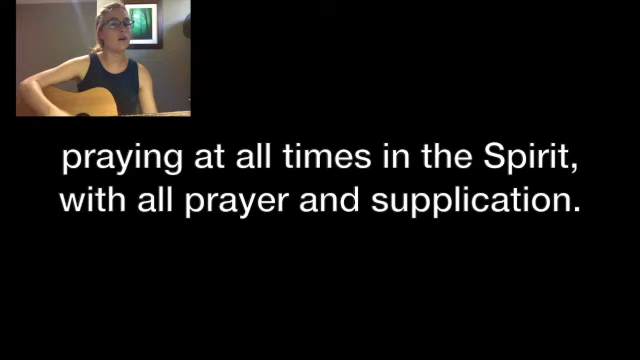 praying at all times in the Spirit,
with all prayer and supplication.